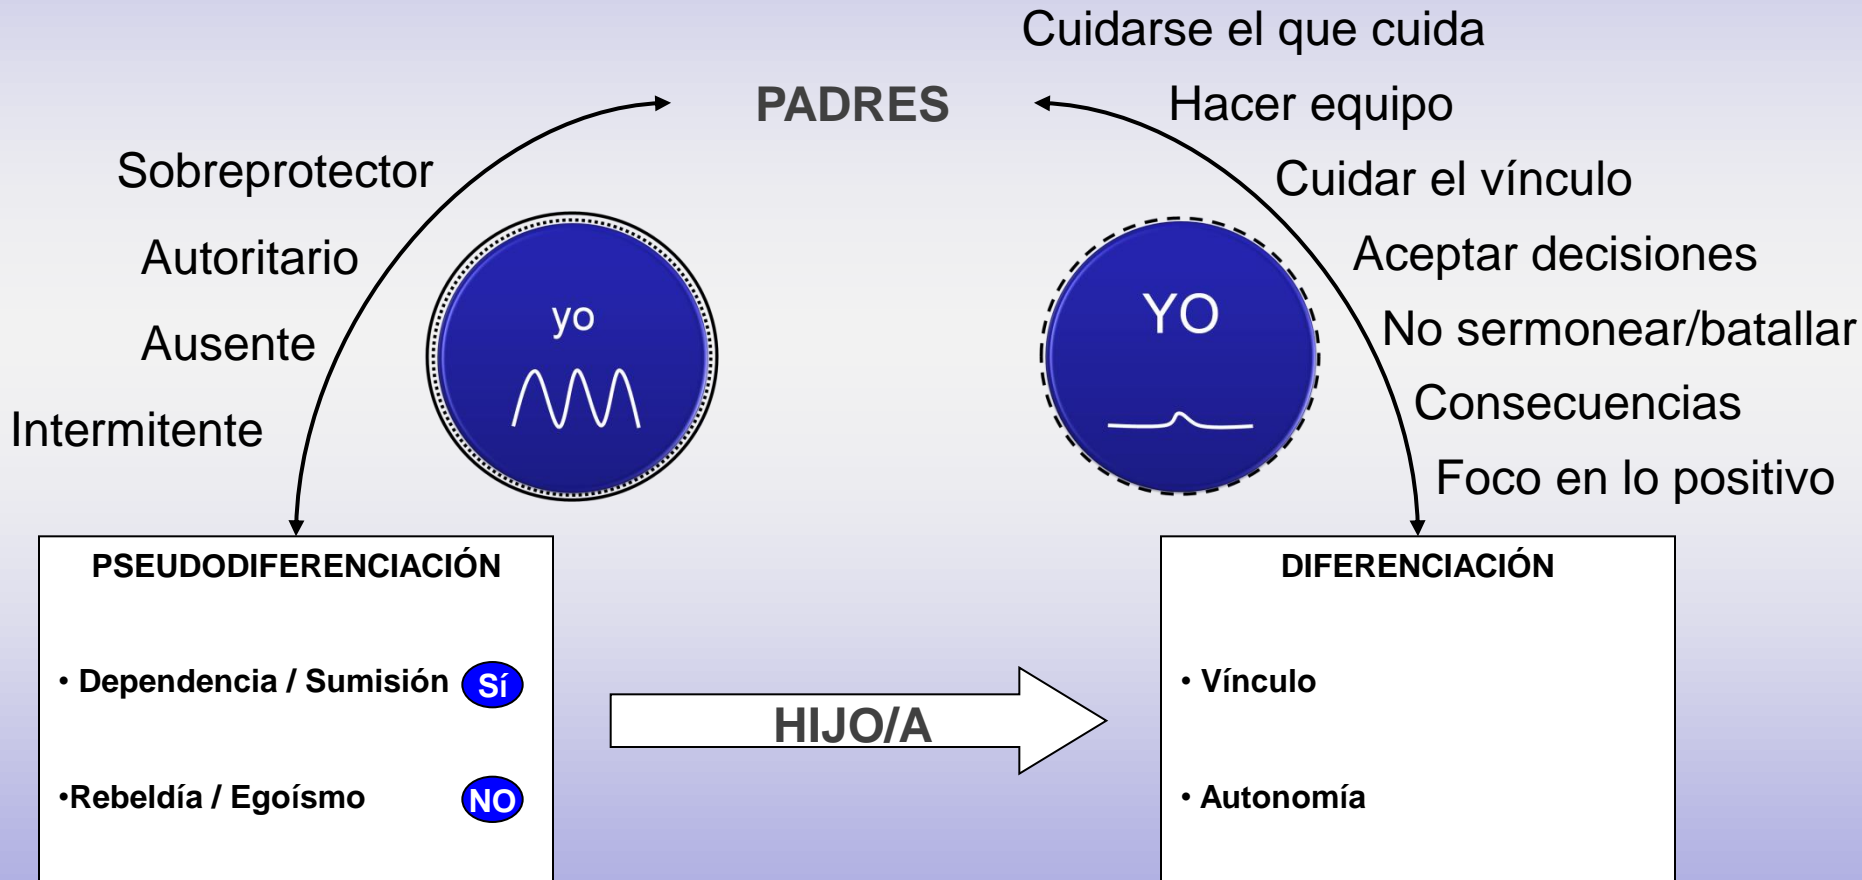 Cuidarse el que cuida
PADRES
Hacer equipo
Sobreprotector
Cuidar el vínculo
Autoritario
Aceptar decisiones
yo
YO
Ausente
No sermonear/batallar
Intermitente
Consecuencias
Foco en lo positivo
PSEUDODIFERENCIACIÓN
• Dependencia / Sumisión Sí
•Rebeldía / Egoísmo NO
HIJO/A
DIFERENCIACIÓN
• Vínculo
• Autonomía